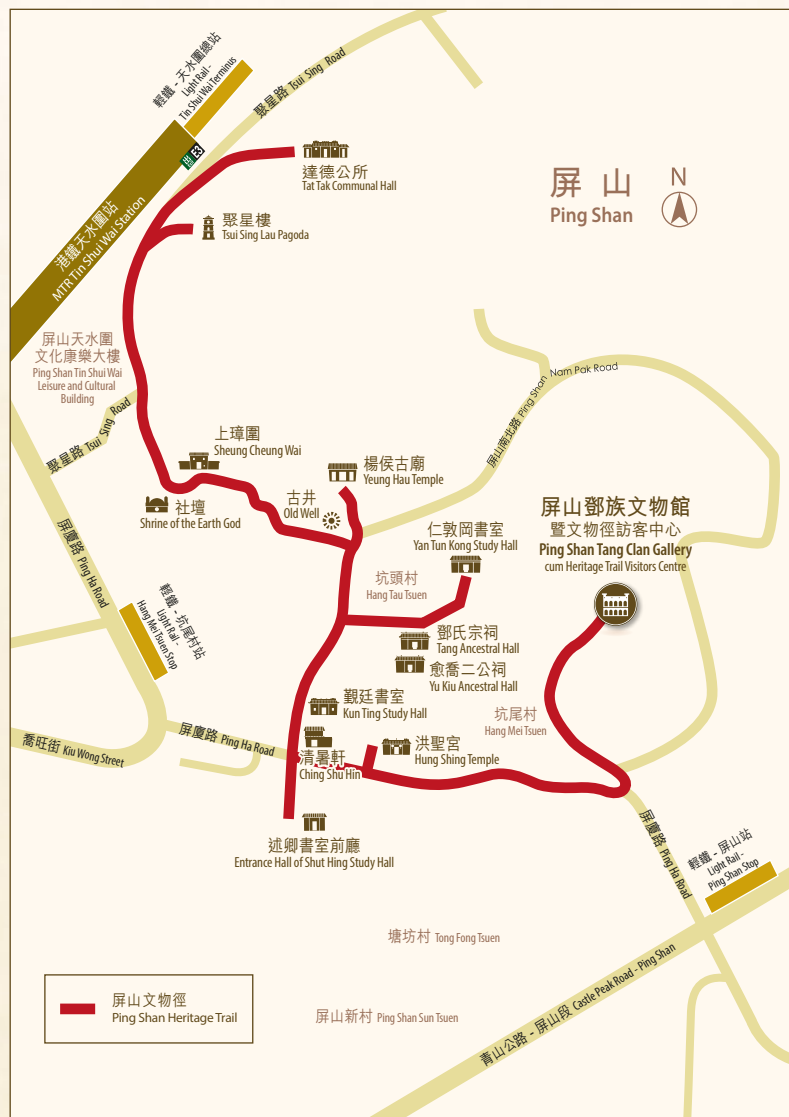 輕鐵 - 天水圍總站
Light Rail -
Tin Shui Wai Terminus
聚星路 Tsui Sing Road
E3
港鐵天水圍站
MTR Tin Shui Wai Station
達德公所
Tat Tak Communal Hall
屏山
Ping Shan
N
聚星樓
Tsui Sing Lau Pagoda
屏山天水圍
文化康樂大樓
Ping Shan Tin Shui Wai
Leisure and Cultural
Building
屏山南北路 Ping Shan Nam Pak Road
聚星路 Tsui Sing Road
上璋圍
Sheung Cheung Wai
楊侯古廟
Yeung Hau Temple
社壇
Shrine of the Earth God
古井
Old Well
仁敦岡書室
Yan Tun Kong Study Hall
屏山鄧族文物館
暨文物徑訪客中心
Ping Shan Tang Clan Gallery
cum Heritage Trail Visitors Centre
屏廈路 Ping Ha Road
坑頭村
Hang Tau Tsuen
輕鐵 - 坑尾村站
Light Rail -
Hang Mei Tsuen Stop
鄧氏宗祠
Tang Ancestral Hall
愈喬二公祠
Yu Kiu Ancestral Hall
覲廷書室
Kun Ting Study Hall
坑尾村
Hang Mei Tsuen
喬旺街 Kiu Wong Street
屏廈路 Ping Ha Road
清暑軒
Ching Shu Hin
洪聖宮
Hung Shing Temple
述卿書室前廳
Entrance Hall of Shut Hing Study Hall
屏廈路 Ping Ha Road
輕鐵 - 屏山站
Light Rail -
Ping Shan Stop
塘坊村 Tong Fong Tsuen
屏山新村 Ping Shan Sun Tsuen
青山公路 - 屏山段 Castle Peak Road - Ping Shan
屏山文物徑
Ping Shan Heritage Trail